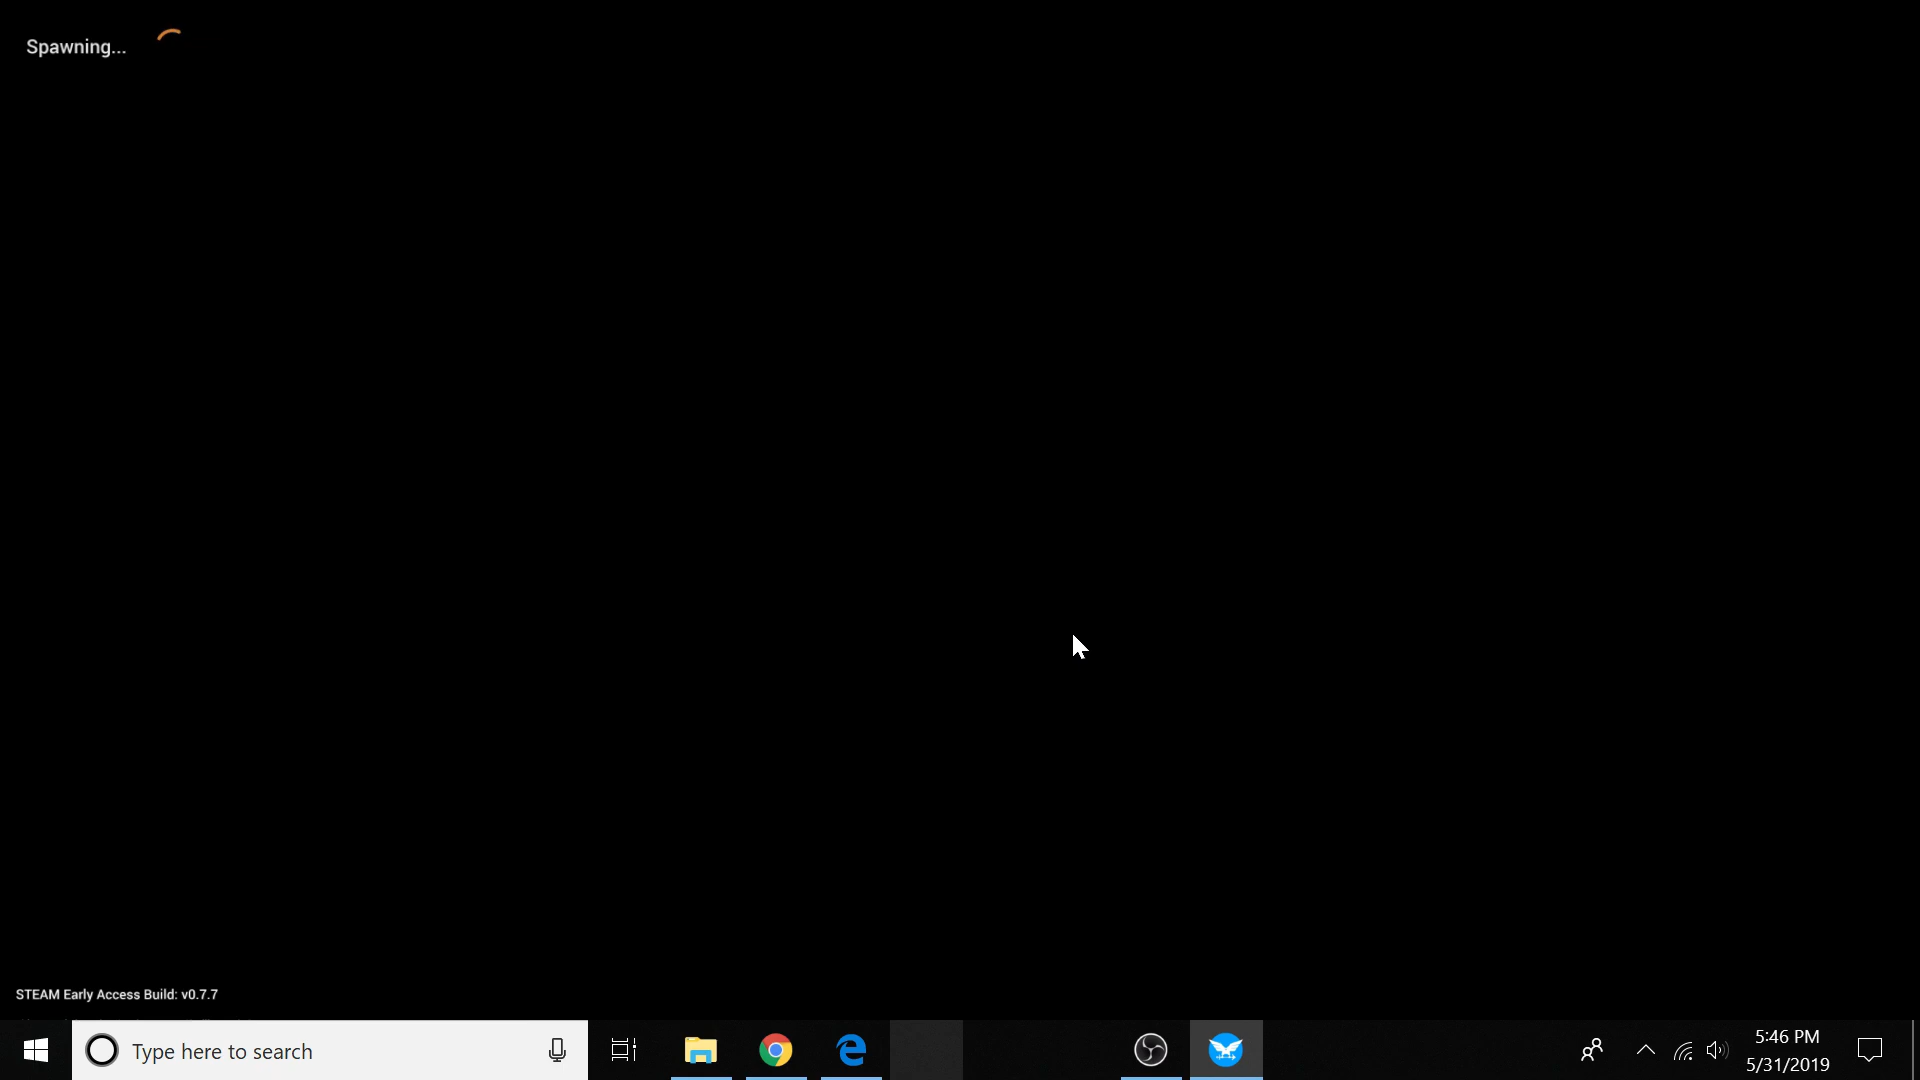 Spawning...
STEAM Early Access Build: v0.7.7
Type here to search
5:46 PM
5/31/2019